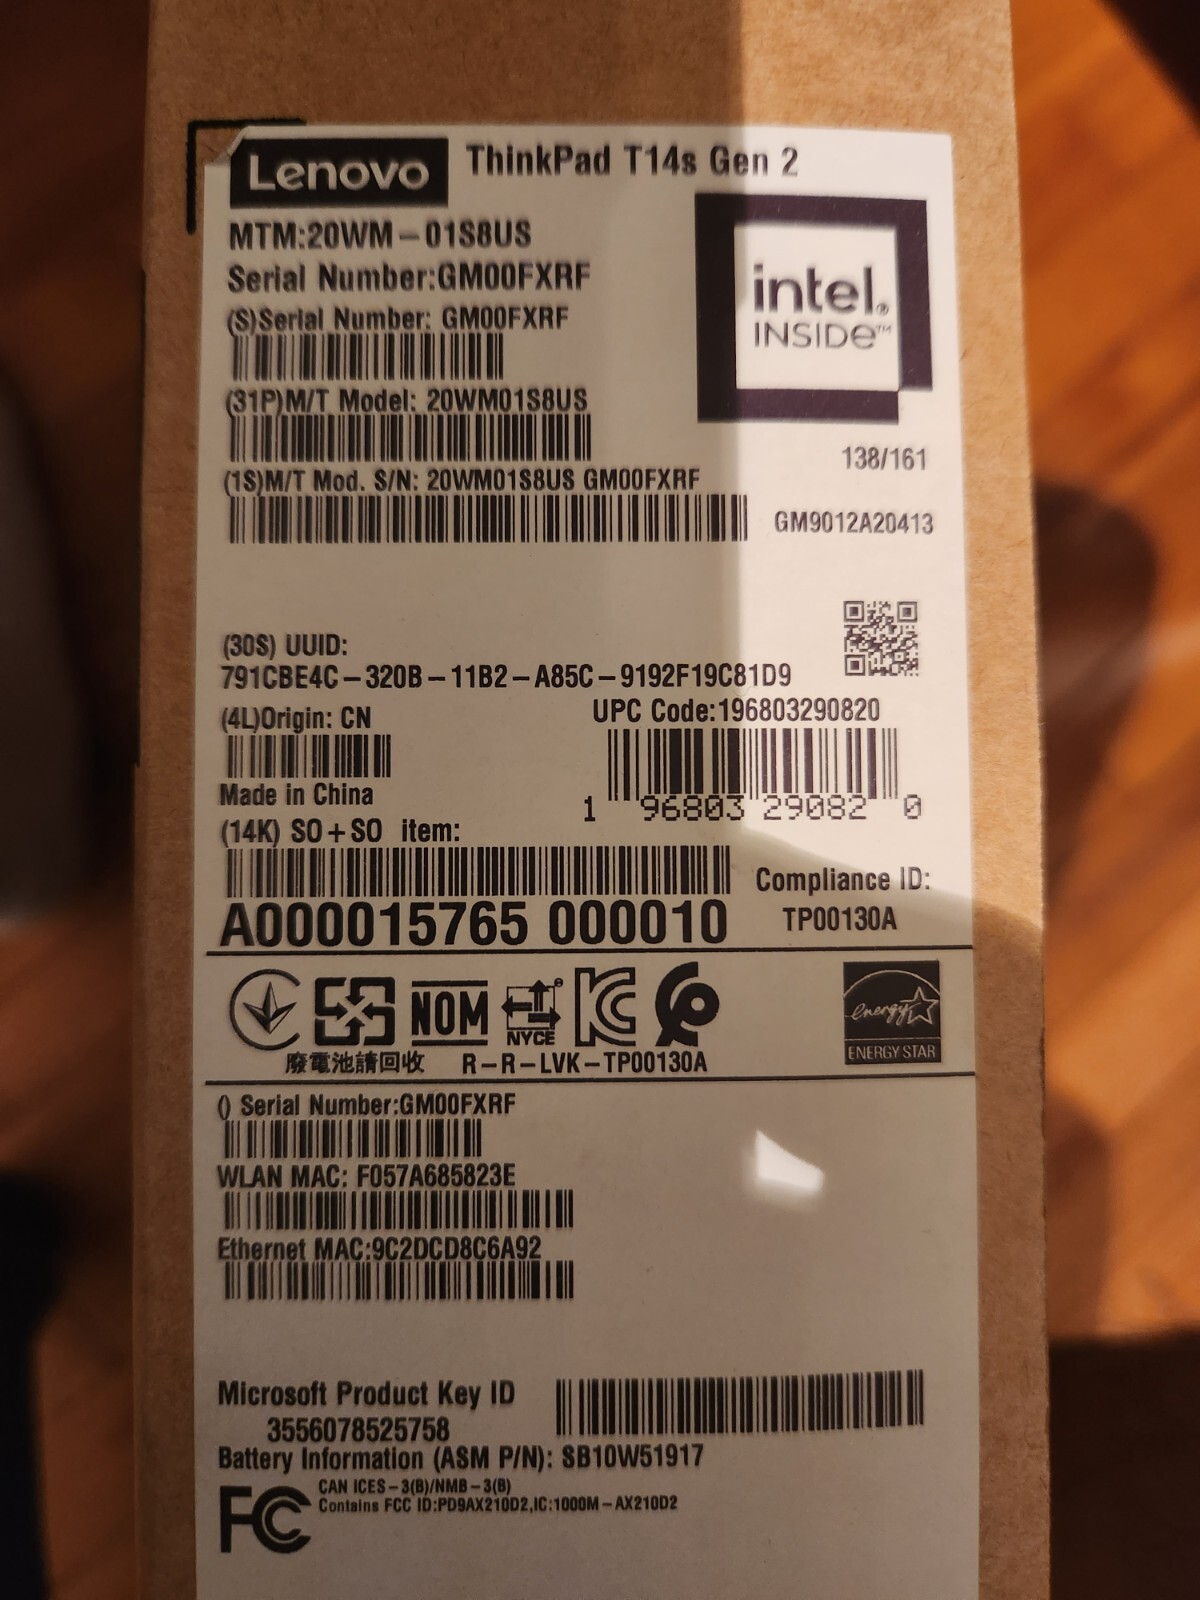 Lenovo ThinkPad T14s Gen 2
MTM:20WM-01S8US
Serial Number:GM00FXRF
(S)Serial Number: GM00FXRF
intel®
INSIDe™
(31P)M/T Model: 20WM01S8US
138/161
(1S)M/T Mod. S/N: 20WM01S8US GM00FXRF
GM9012A20413
(30S) UUID:
791CBE4C-320B-11B2-A85C-9192F19C81D9
(4L)Origin: CN
UPC Code:196803290820
Made in China
1 96803 29082 0
(14K) SO+SO item:
A000015765 000010
Compliance ID:
TP00130A
NOM
NYCE
energy
ENERGY STAR
廢電池請回收 R-R-LVK-TP00130A
() Serial Number:GM00FXRF
WLAN MAC: F057A685823E
Ethernet MAC:9C2DCD8C6A92
Microsoft Product Key ID
3556078525758
Battery Information (ASM P/N): SB10W51917
FC
CAN ICES-3(B)/NMB-3(B)
Contains FCC ID:PD9AX210D2,IC:1000M-AX210D2